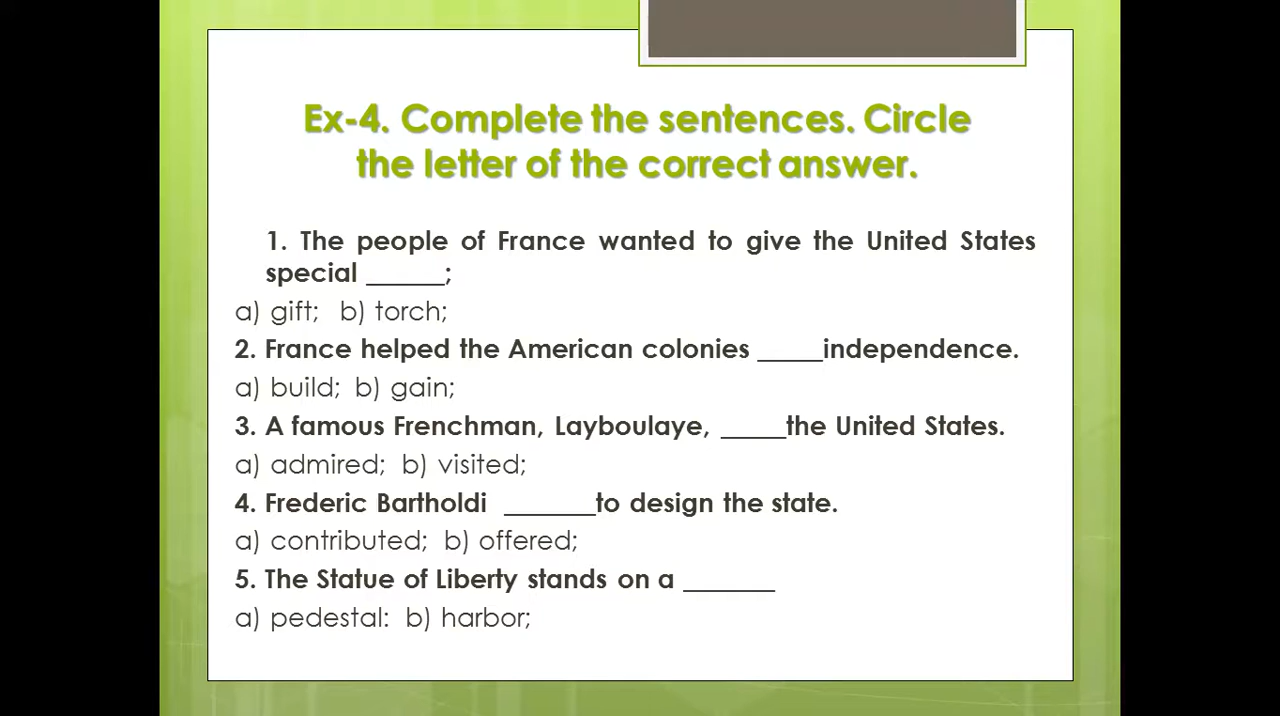 Ex-4. Complete the sentences. Circle
the letter of the correct answer.
1. The people of France wanted to give the United States
special ______;
a) gift; b) torch;
2. France helped the American colonies _____independence.
a) build; b) gain;
3. A famous Frenchman, Layboulaye, _____the United States.
a) admired; b) visited;
4. Frederic Bartholdi _______to design the state.
a) contributed; b) offered;
5. The Statue of Liberty stands on a _______
a) pedestal: b) harbor;